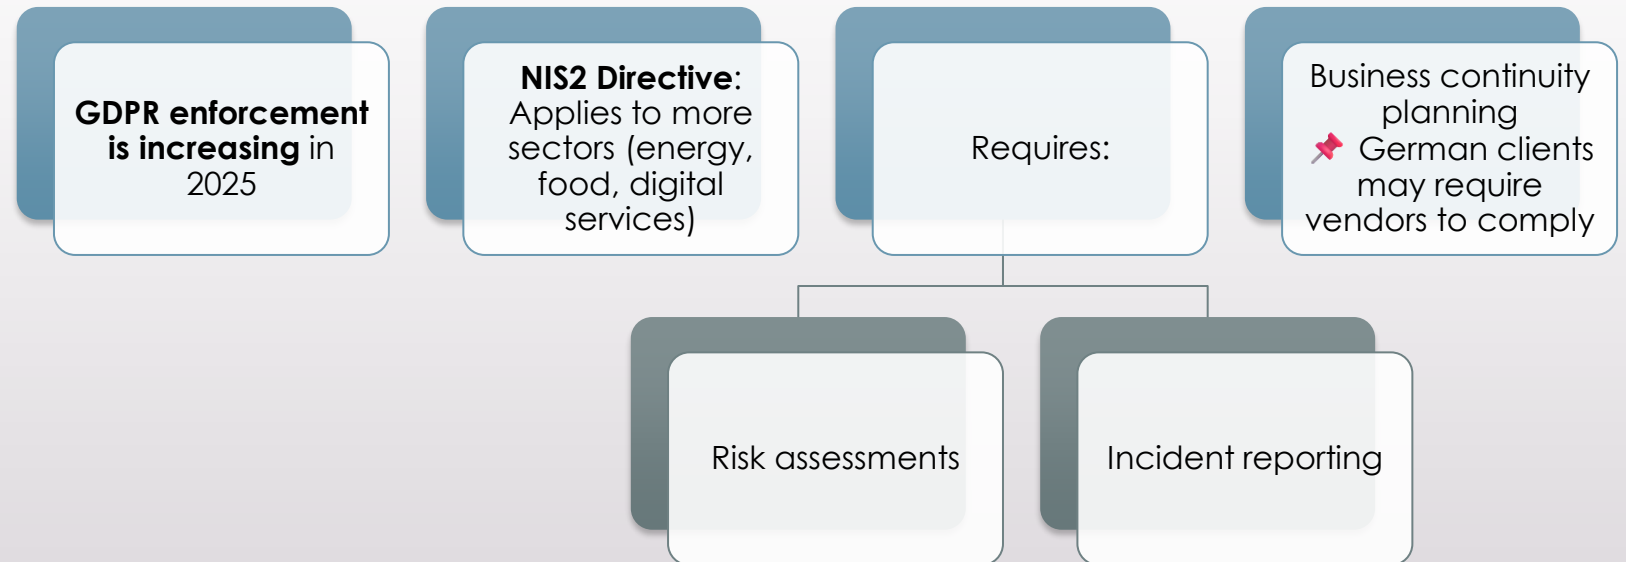 GDPR enforcement
is increasing in
2025
NIS2 Directive:
Applies to more
sectors (energy,
food, digital
services)
Requires:
Business continuity
planning
📌 German clients
may require
vendors to comply
Risk assessments
Incident reporting